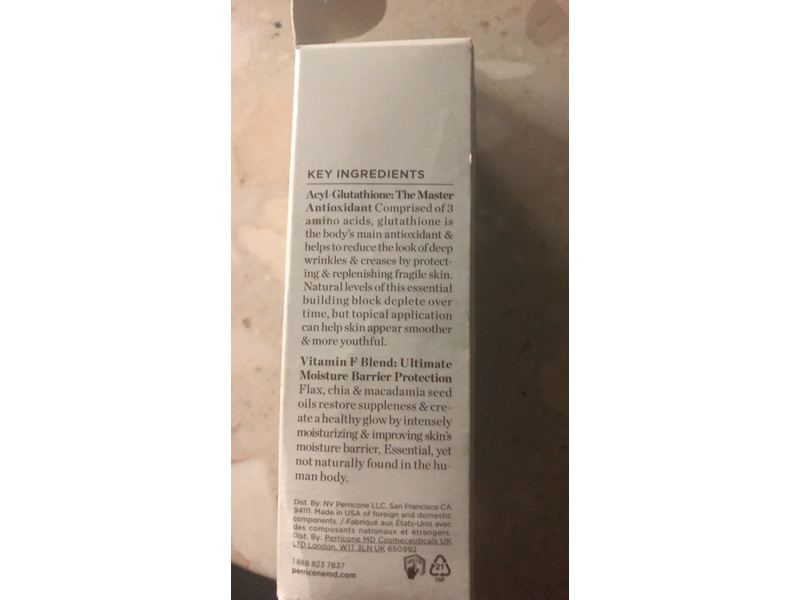 KEY INGREDIENTS
Acyl-Glutathione: The Master
Antioxidant Comprised of 3
amino acids, glutathione is
the body's main antioxidant &
helps to reduce the look of deep
wrinkles & creases by protect-
ing & replenishing fragile skin.
Natural levels of this essential
building block deplete over
time, but topical application
can help skin appear smoother
& more youthful.
Vitamin F Blend: Ultimate
Moisture Barrier Protection
Flax, chia & macadamia seed
oils restore suppleness & cre-
ate a healthy glow by intensely
moisturizing & improving skin's
moisture barrier. Essential, yet
not naturally found in the hu-
man body.
Dist. By: NV Perricone LLC, San Francisco CA
94111. Made in USA of foreign and domestic
components. / Fabriqué aux États-Unis avec
des composants nationaux et étrangers.
Dist. By: Perricone MD Cosmeceuticals UK
LTD London, W1T 3LN UK 650992
1 888 823 7837
perriconemd.com
21
PAP